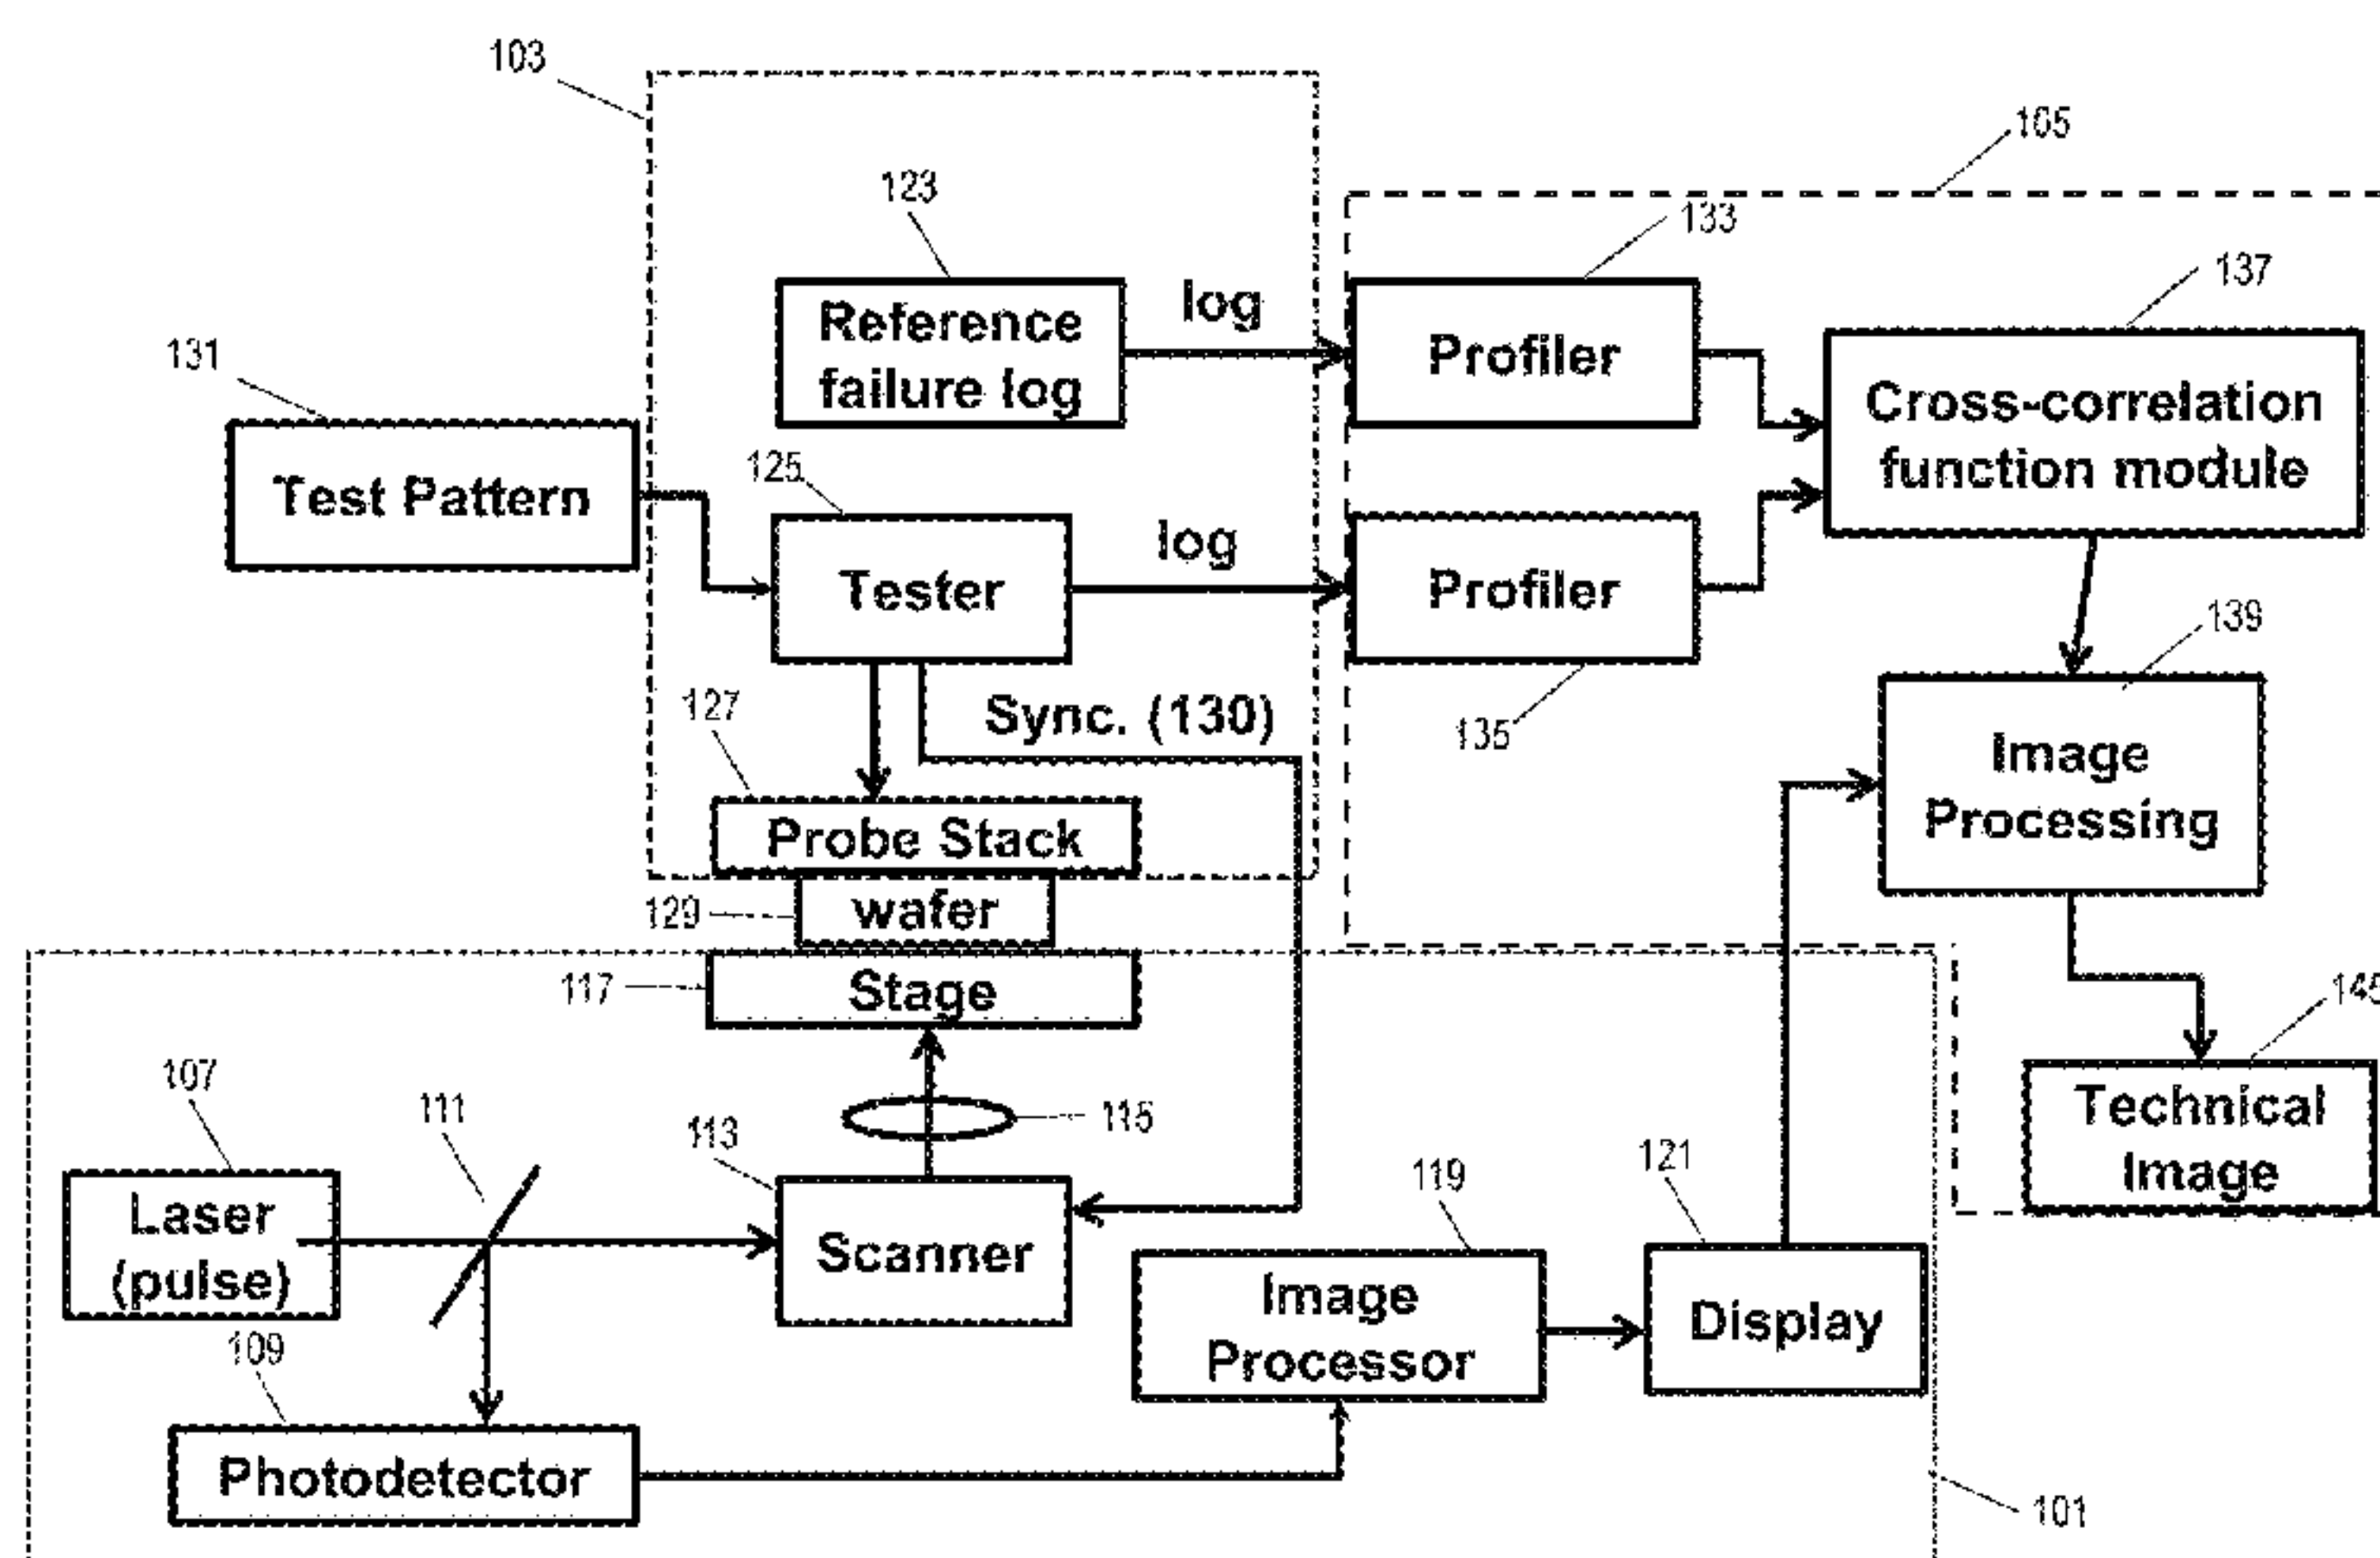 103
105
123
133
137
Reference
failure log
log
Profiler
131
Cross-correlation
function module
Test Pattern
125
Tester
log
Profiler
139
127
Sync. (130)
135
Image
Processing
Probe Stack
129
wafer
117
Stage
145
107
111
115
Technical
Image
113
121
119
Laser
(pulse)
Scanner
Image
Processor
Display
109
Photodetector
101